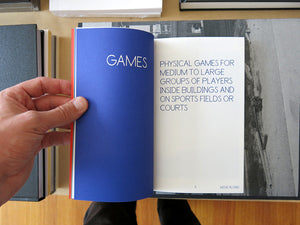 GAMES
PHYSICAL GAMES FOR
MEDIUM TO LARGE
GROUPS OF PLAYERS
INSIDE BUILDINGS AND
ON SPORTS FIELDS OR
COURTS